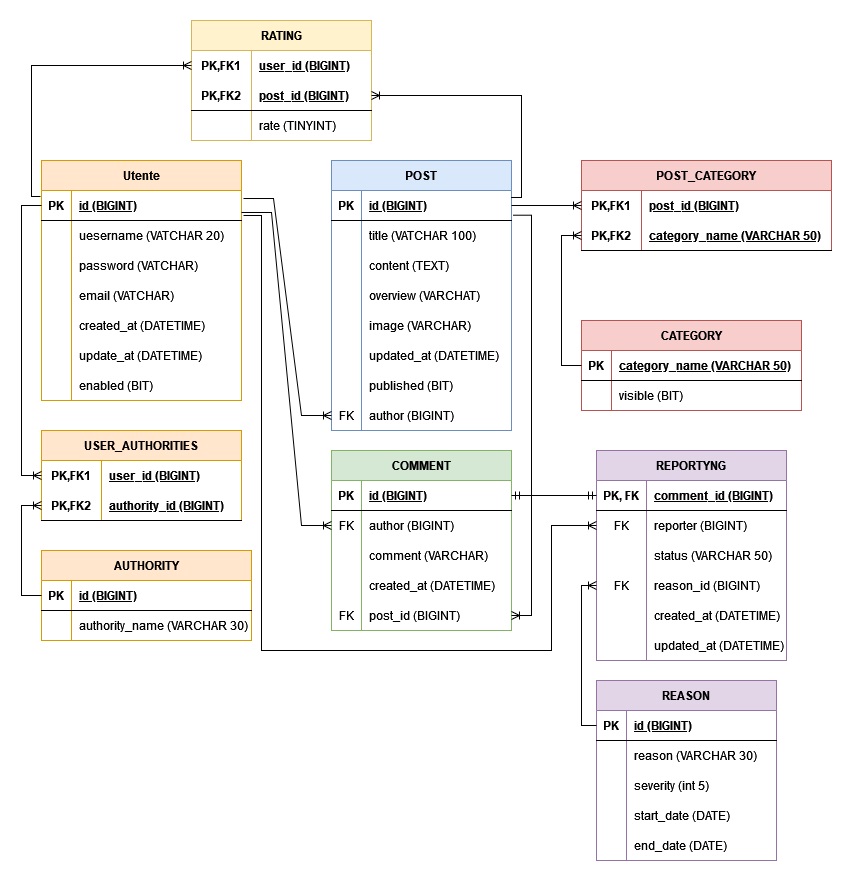 RATING
PK,FK1 user_id (BIGINT)
PK,FK2 post_id (BIGINT)
rate (TINYINT)
Utente
PK id (BIGINT)
uesername (VATCHAR 20)
password (VATCHAR)
email (VATCHAR)
created_at (DATETIME)
update_at (DATETIME)
enabled (BIT)
POST
PK id (BIGINT)
title (VATCHAR 100)
content (TEXT)
overview (VARCHAT)
image (VARCHAR)
updated_at (DATETIME)
published (BIT)
FK author (BIGINT)
POST_CATEGORY
PK,FK1 post_id (BIGINT)
PK,FK2 category_name (VARCHAR 50)
CATEGORY
PK category_name (VARCHAR 50)
visible (BIT)
USER_AUTHORITIES
PK,FK1 user_id (BIGINT)
PK,FK2 authority_id (BIGINT)
COMMENT
PK id (BIGINT)
FK author (BIGINT)
comment (VARCHAR)
created_at (DATETIME)
FK post_id (BIGINT)
REPORTYNG
PK, FK comment_id (BIGINT)
FK reporter (BIGINT)
status (VARCHAR 50)
FK reason_id (BIGINT)
created_at (DATETIME)
updated_at (DATETIME)
AUTHORITY
PK id (BIGINT)
authority_name (VARCHAR 30)
REASON
PK id (BIGINT)
reason (VARCHAR 30)
severity (int 5)
start_date (DATE)
end_date (DATE)